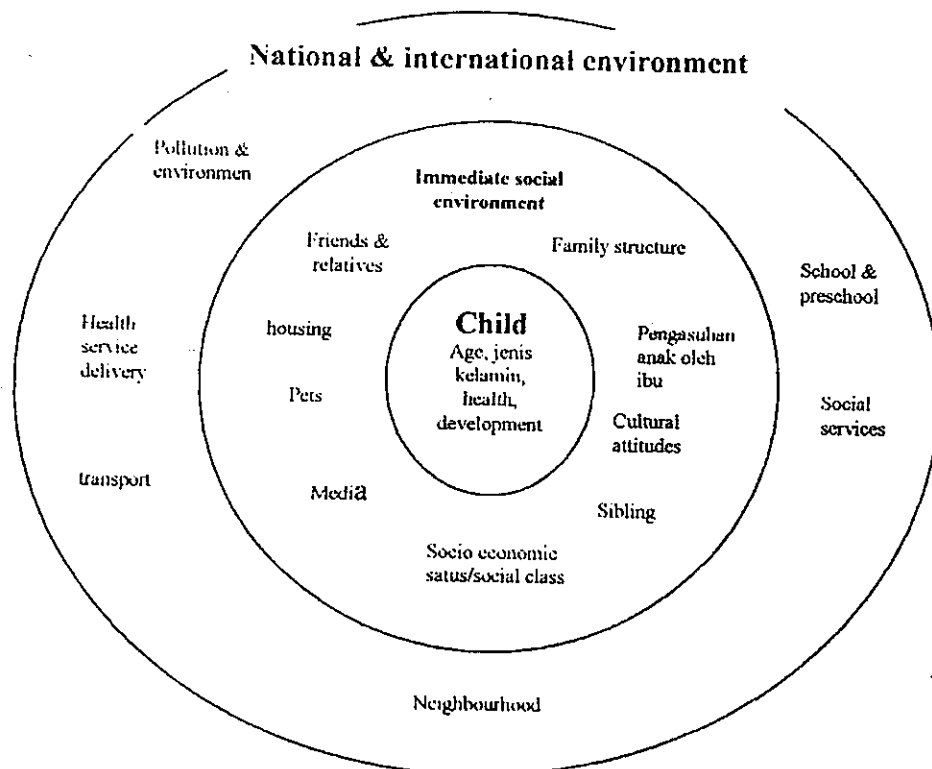 National & international environment
Pollution &
environmen
Immediate social
environment
Friends &
relatives
Family structure
School &
preschool
Health
service
delivery
housing
Child
Age, jenis
kelamin,
health,
development
Pengasuhan
anak oleh
ibu
Pets
Cultural
attitudes
Social
services
transport
Media
Sibling
Socio economic
satus/social class
Neighbourhood